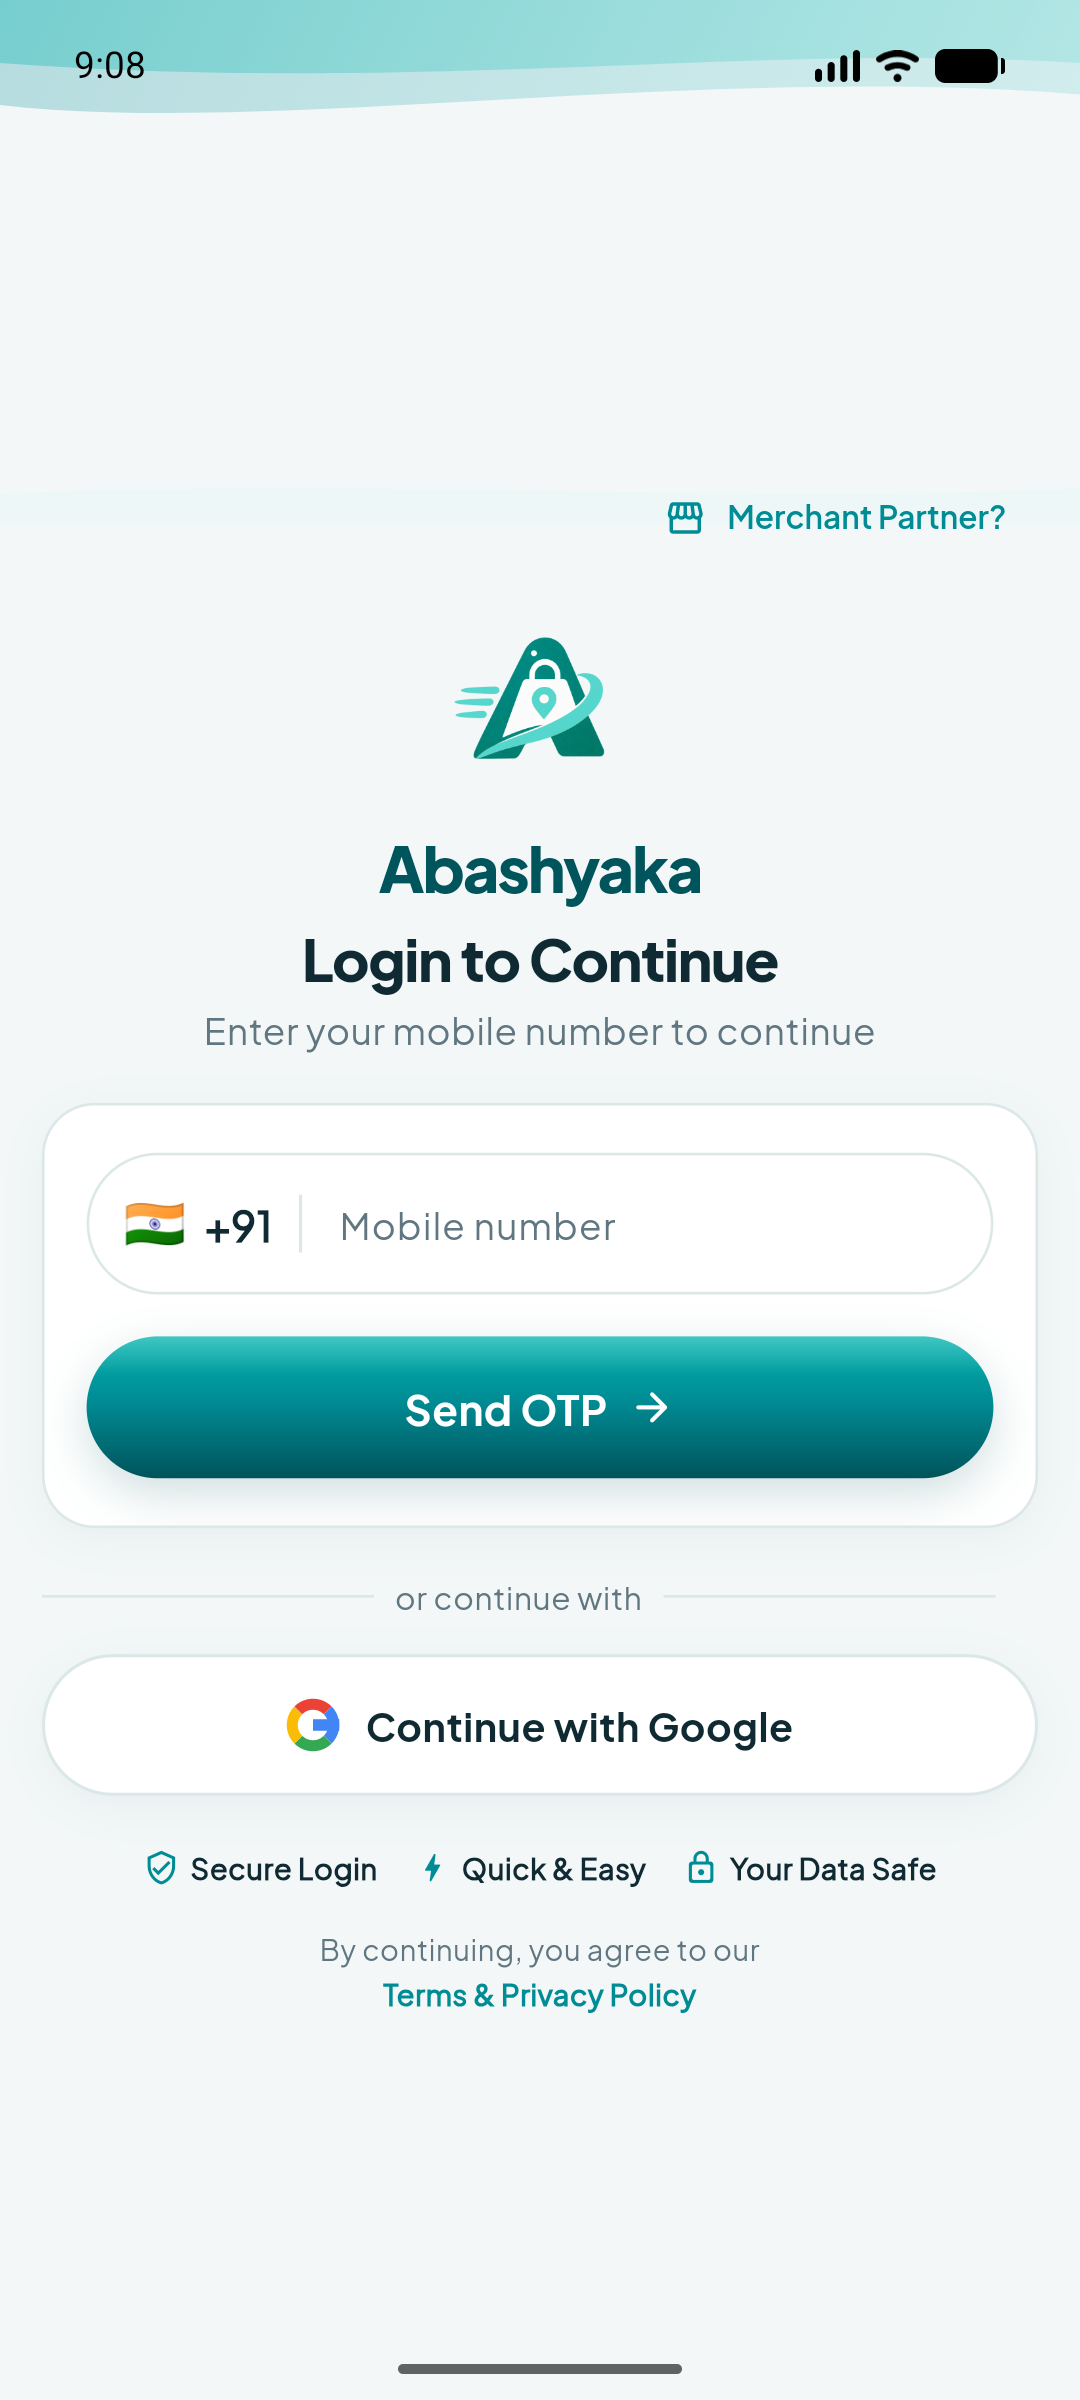 9:08
Merchant Partner?
Abashyaka
Login to Continue
Enter your mobile number to continue
+91 Mobile number
Send OTP
or continue with
Continue with Google
Secure Login Quick & Easy Your Data Safe
By continuing, you agree to our
Terms & Privacy Policy